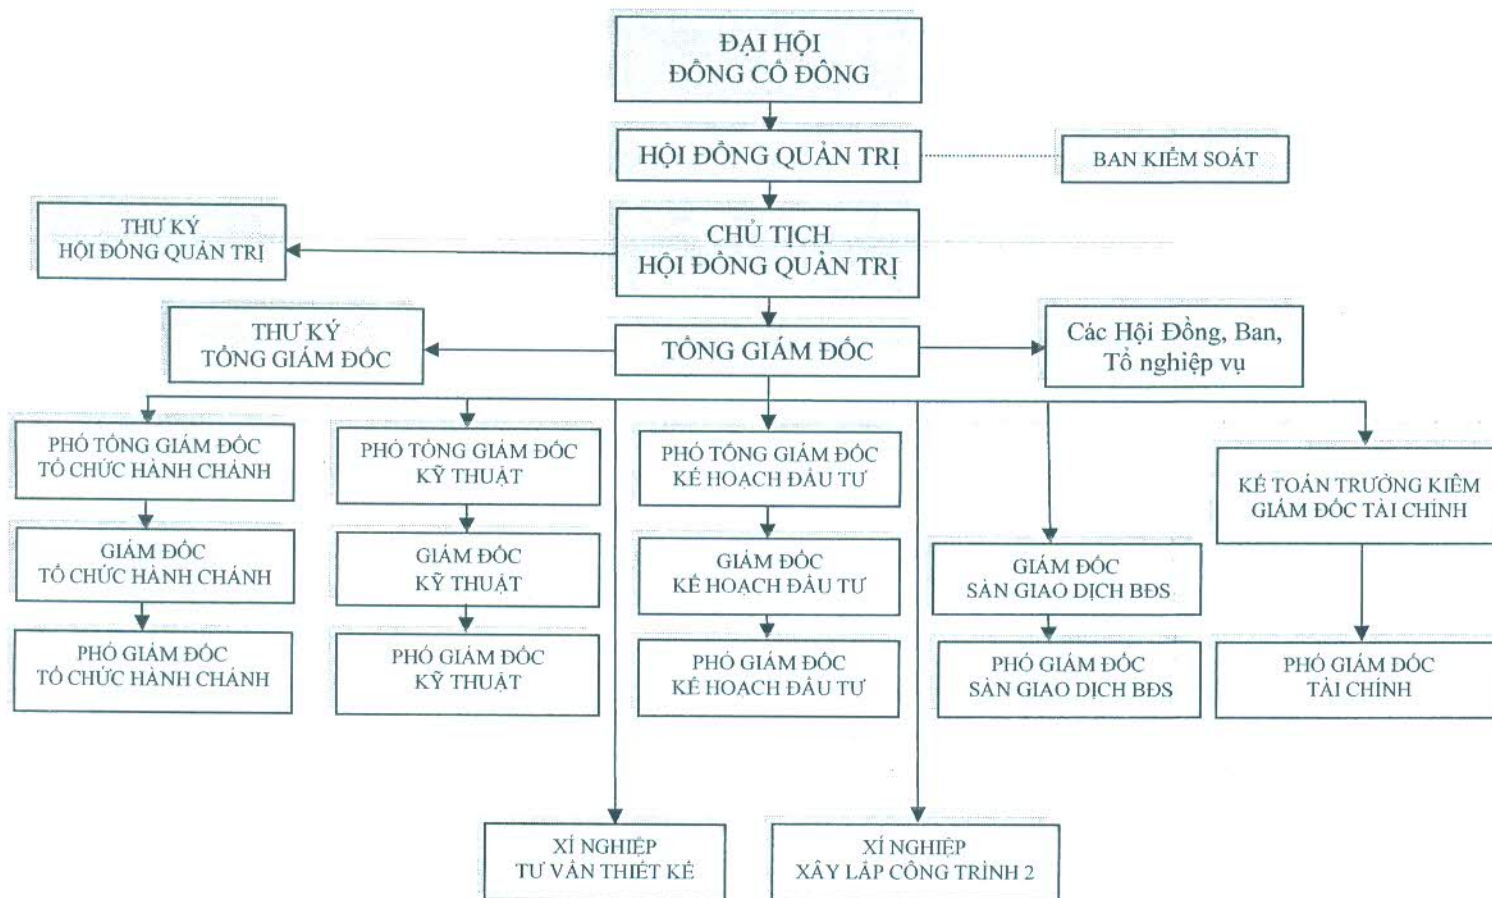 ĐẠI HỘI
ĐỒNG CỔ ĐÔNG
HỘI ĐỒNG QUẢN TRỊ
BAN KIỂM SOÁT
THƯ KÝ
HỘI ĐỒNG QUẢN TRỊ
CHỦ TỊCH
HỘI ĐỒNG QUẢN TRỊ
THƯ KÝ
TỔNG GIÁM ĐỐC
TỔNG GIÁM ĐỐC
Các Hội Đồng, Ban,
Tổ nghiệp vụ
PHÓ TỔNG GIÁM ĐỐC
TỔ CHỨC HÀNH CHÁNH
PHÓ TỔNG GIÁM ĐỐC
KỸ THUẬT
PHÓ TỔNG GIÁM ĐỐC
KẾ HOẠCH ĐẦU TƯ
KẾ TOÁN TRƯỞNG KIÊM
GIÁM ĐỐC TÀI CHÍNH
GIÁM ĐỐC
TỔ CHỨC HÀNH CHÁNH
GIÁM ĐỐC
KỸ THUẬT
GIÁM ĐỐC
KẾ HOẠCH ĐẦU TƯ
GIÁM ĐỐC
SÀN GIAO DỊCH BĐS
PHÓ GIÁM ĐỐC
TỔ CHỨC HÀNH CHÁNH
PHÓ GIÁM ĐỐC
KỸ THUẬT
PHÓ GIÁM ĐỐC
KẾ HOẠCH ĐẦU TƯ
PHÓ GIÁM ĐỐC
SÀN GIAO DỊCH BĐS
PHÓ GIÁM ĐỐC
TÀI CHÍNH
XÍ NGHIỆP
TƯ VẤN THIẾT KẾ
XÍ NGHIỆP
XÂY LẮP CÔNG TRÌNH 2